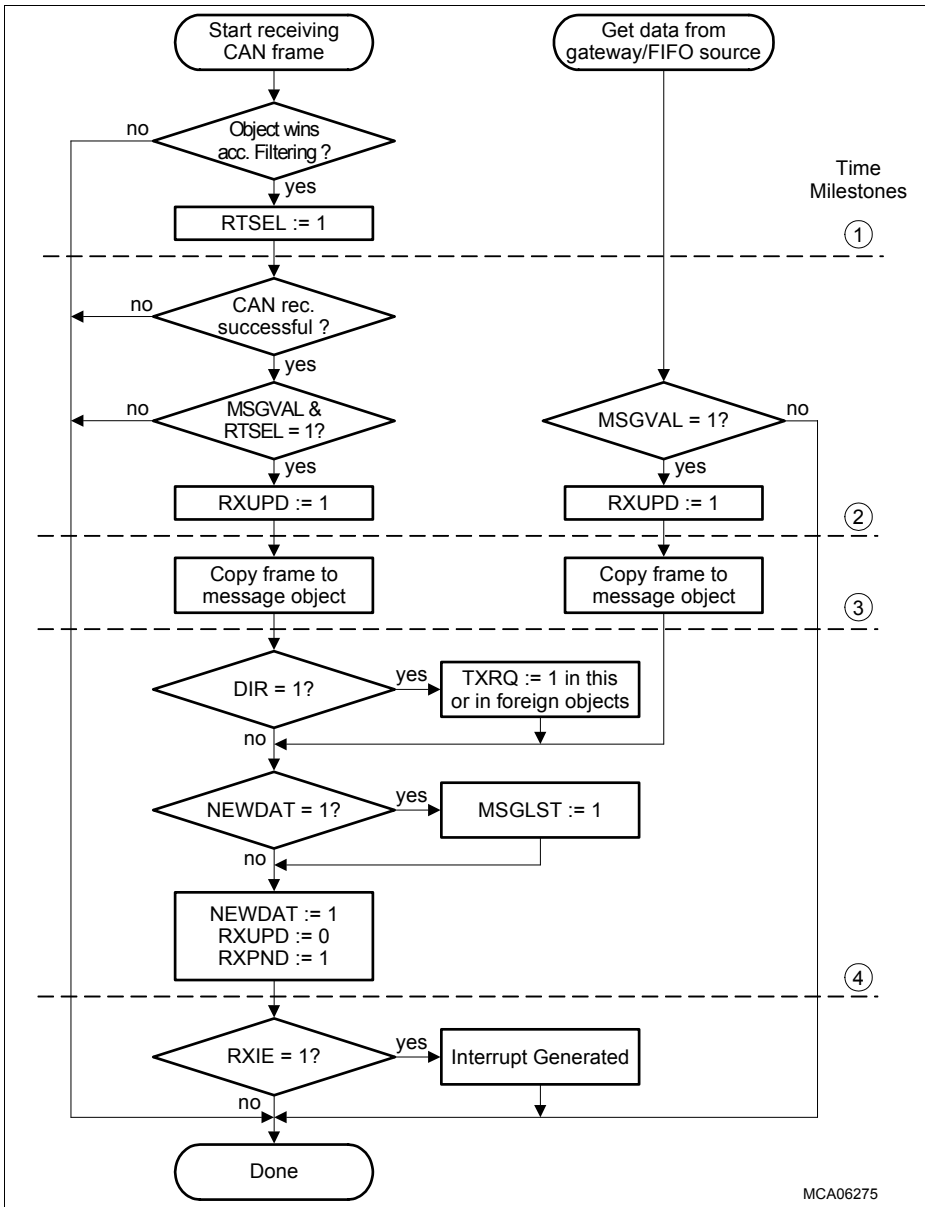 Start receiving
CAN frame
Get data from
gateway/FIFO source
no
Object wins
acc. Filtering ?
yes
Time
Milestones
RTSEL := 1
1
no
CAN rec.
successful ?
yes
no
MSGVAL &
RTSEL = 1?
yes
MSGVAL = 1?
no
yes
RXUPD := 1
RXUPD := 1
2
Copy frame to
message object
Copy frame to
message object
3
DIR = 1?
yes
TXRQ := 1 in this
or in foreign objects
no
NEWDAT = 1?
yes
MSGLST := 1
no
NEWDAT := 1
RXUPD := 0
RXPND := 1
4
RXIE = 1?
yes
Interrupt Generated
no
Done
MCA06275